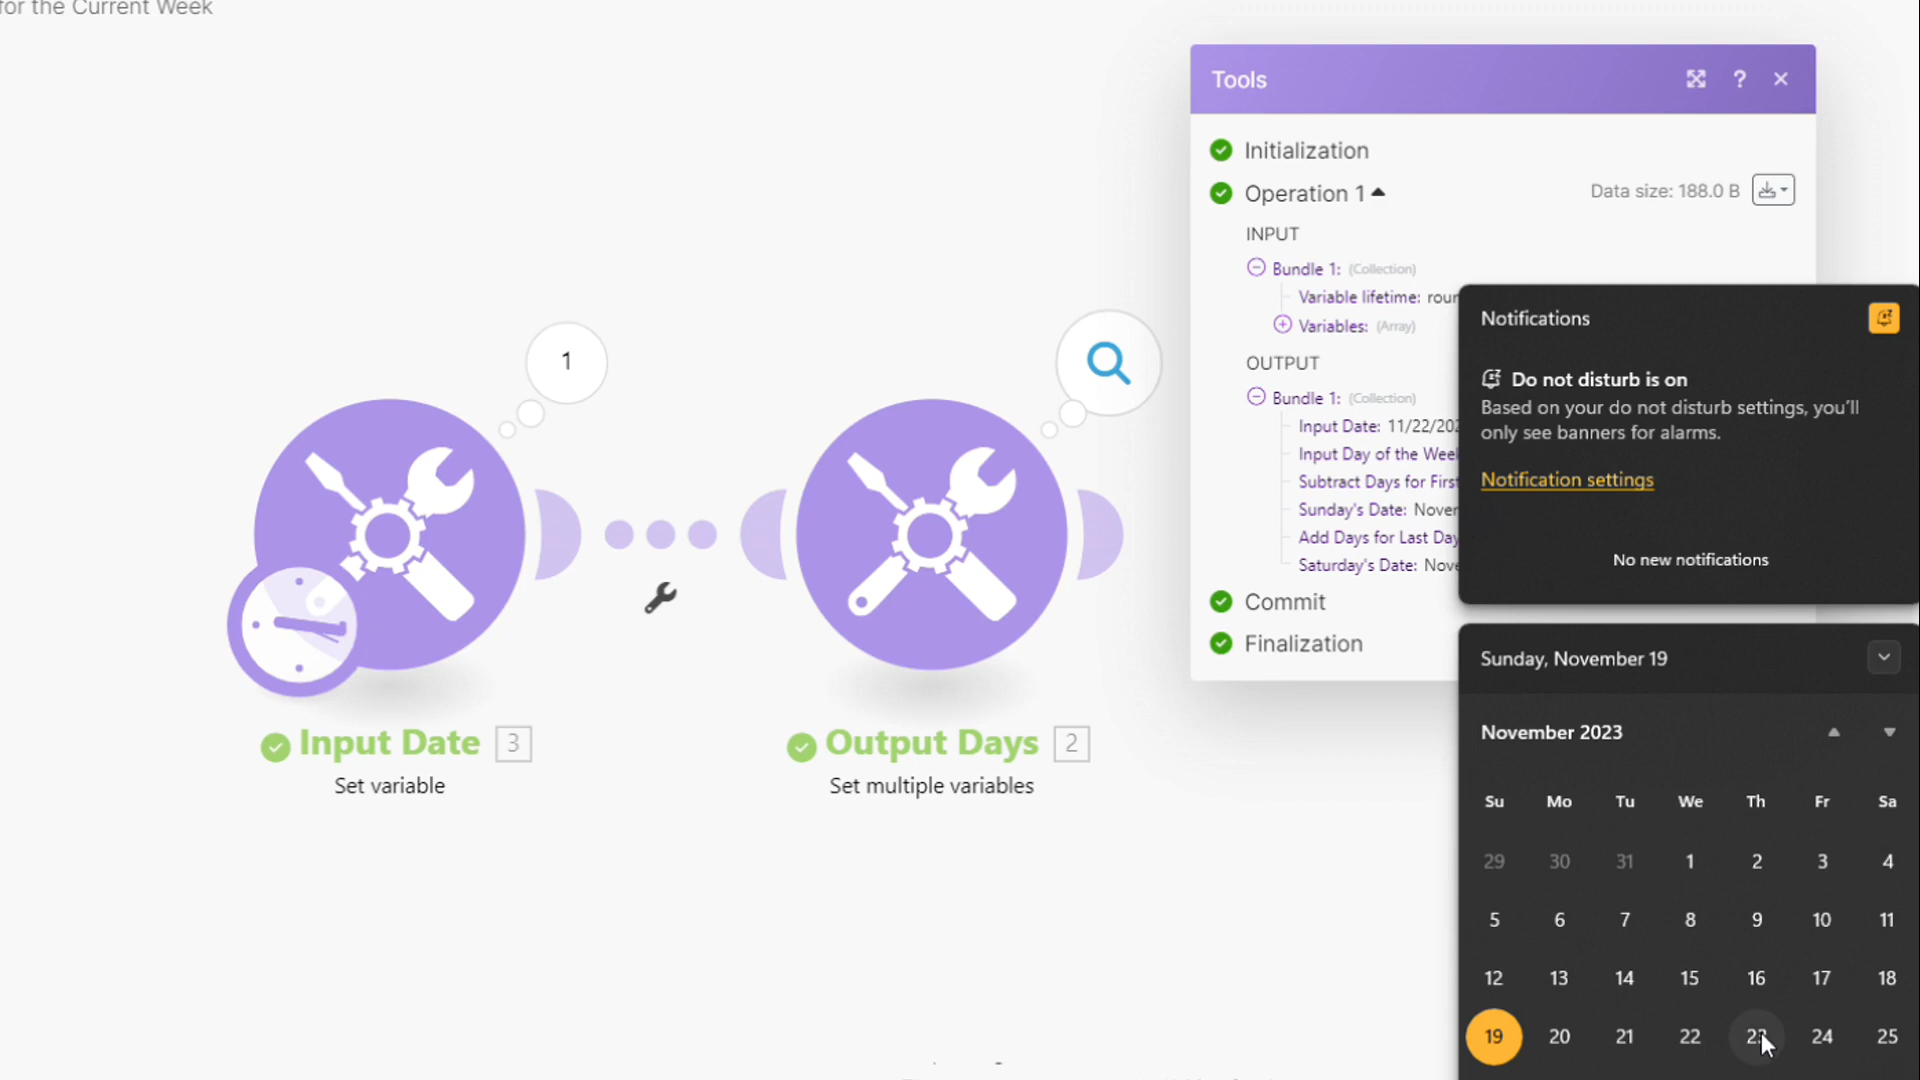 for the Current Week
Tools
?
Initialization
Operation 1
Data size: 188.0 B
INPUT
Bundle 1: (Collection)
Variable lifetime: roun
Variables: (Array)
OUTPUT
Bundle 1: (Collection)
Input Date: 11/22/202
Input Day of the Week
Subtract Days for First
Sunday's Date: Noven
Add Days for Last Day
Saturday's Date: Nove
Commit
Finalization
1
Input Date 3
Set variable
Output Days 2
Set multiple variables
Notifications
Do not disturb is on
Based on your do not disturb settings, you'll
only see banners for alarms.
Notification settings
No new notifications
Sunday, November 19
November 2023
Su Mo Tu We Th Fr Sa
29 30 31 1 2 3 4
5 6 7 8 9 10 11
12 13 14 15 16 17 18
19 20 21 22 23 24 25